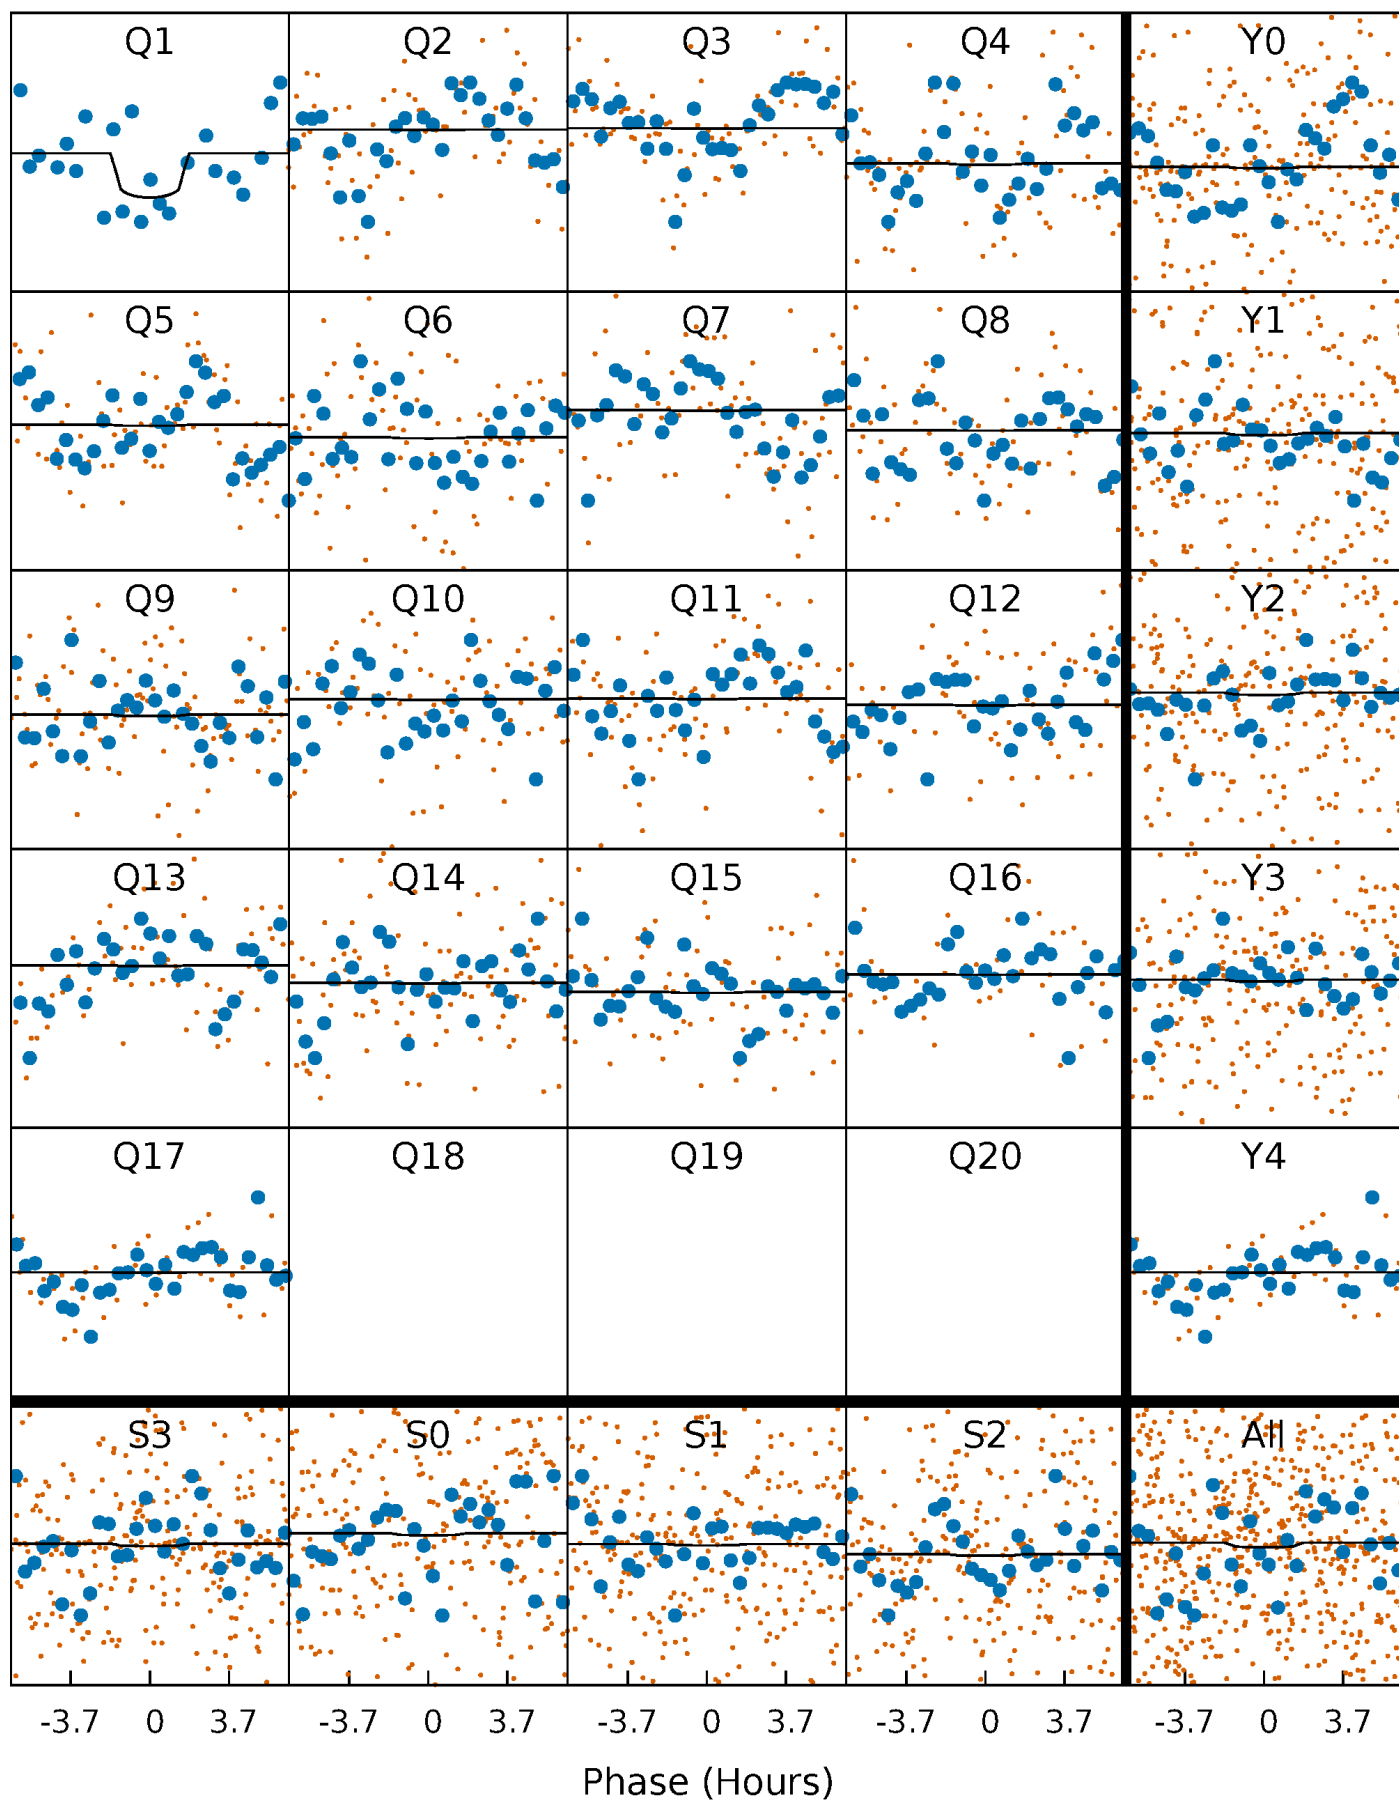 Q1 Q2 Q3 Q4 Y0
Q5 Q6 Q7 Q8 Y1
Q9 Q10 Q11 Q12 Y2
Q13 Q14 Q15 Q16 Y3
Q17 Q18 Q19 Q20 Y4
S3 S0 S1 S2 All
-3.7 0 3.7 -3.7 0 3.7 -3.7 0 3.7 -3.7 0 3.7 -3.7 0 3.7
Phase (Hours)